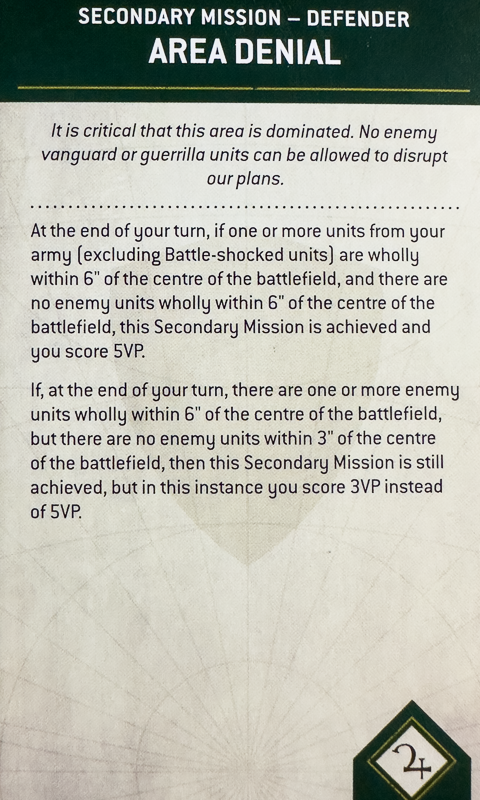 SECONDARY MISSION – DEFENDER
AREA DENIAL
It is critical that this area is dominated. No enemy
vanguard or guerrilla units can be allowed to disrupt
our plans.
At the end of your turn, if one or more units from your
army (excluding Battle-shocked units) are wholly
within 6" of the centre of the battlefield, and there are
no enemy units wholly within 6" of the centre of the
battlefield, this Secondary Mission is achieved and
you score 5VP.
If, at the end of your turn, there are one or more enemy
units wholly within 6" of the centre of the battlefield,
but there are no enemy units within 3" of the centre
of the battlefield, then this Secondary Mission is still
achieved, but in this instance you score 3VP instead
of 5VP.